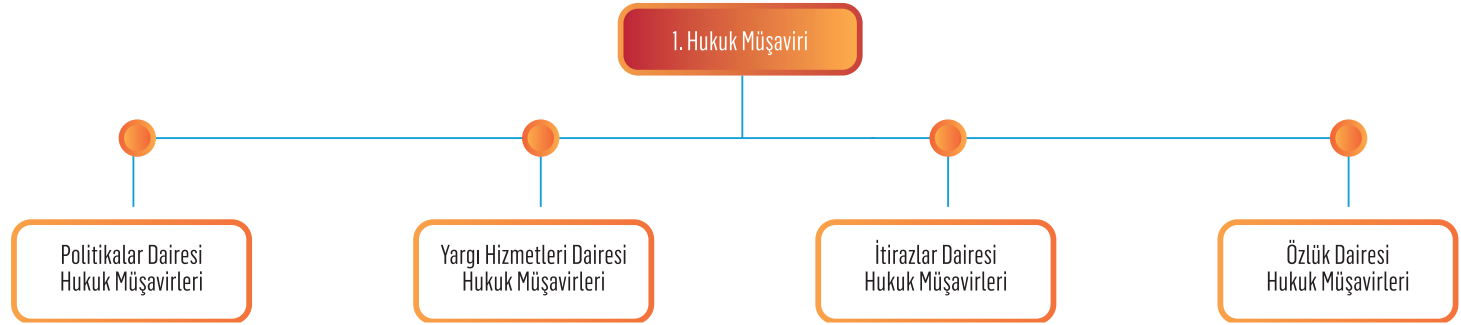 1. Hukuk Müşaviri
Politikalar Dairesi
Hukuk Müşavirleri
Yargı Hizmetleri Dairesi
Hukuk Müşavirleri
İtirazlar Dairesi
Hukuk Müşavirleri
Özlük Dairesi
Hukuk Müşavirleri